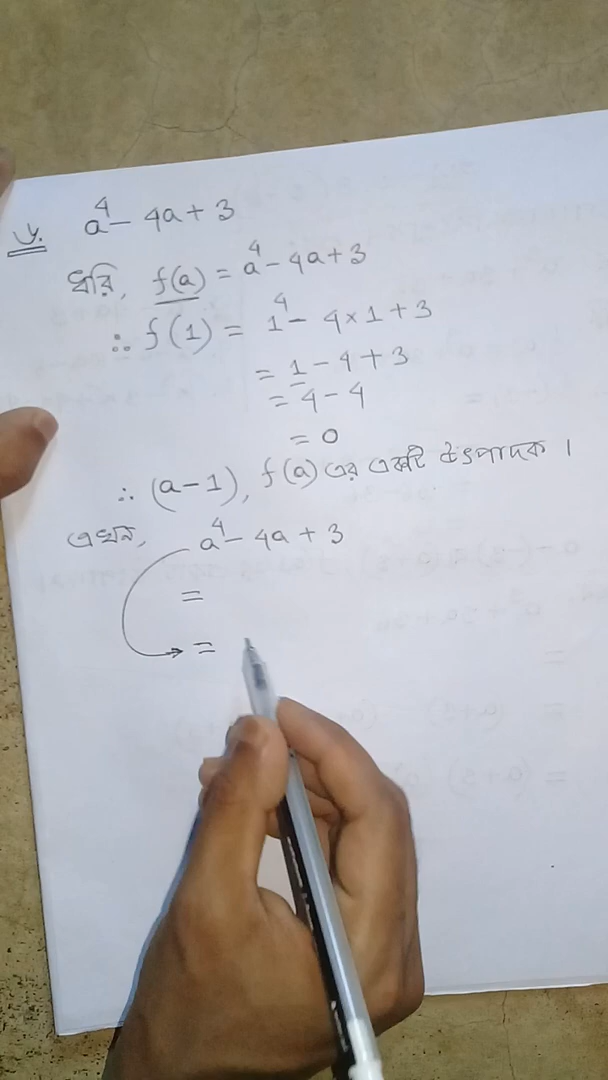 ৮. a⁴ - 4a + 3
ধরি, f(a) = a⁴ - 4a + 3
∴ f(1) = 1⁴ - 4×1 + 3
= 1 - 4 + 3
= 4 - 4
= 0
∴ (a-1), f(a) এর একটি উৎপাদক ।
এখন, a⁴ - 4a + 3
=
=